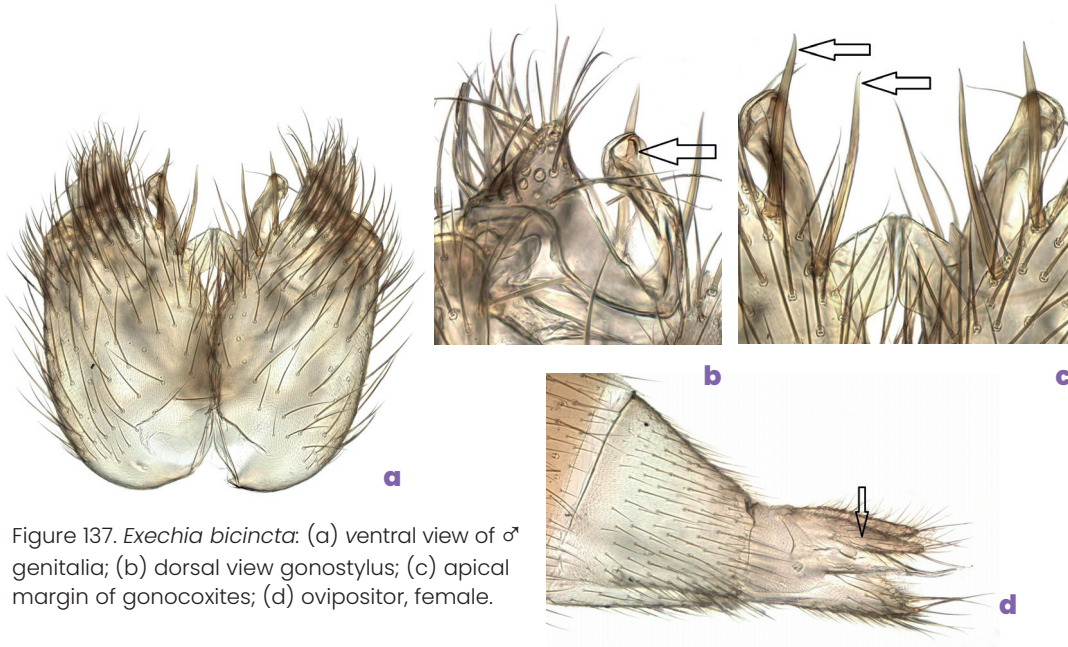 b
c
a
Figure 137. Exechia bicincta: (a) ventral view of ♂
genitalia; (b) dorsal view gonostylus; (c) apical
margin of gonocoxites; (d) ovipositor, female.
d